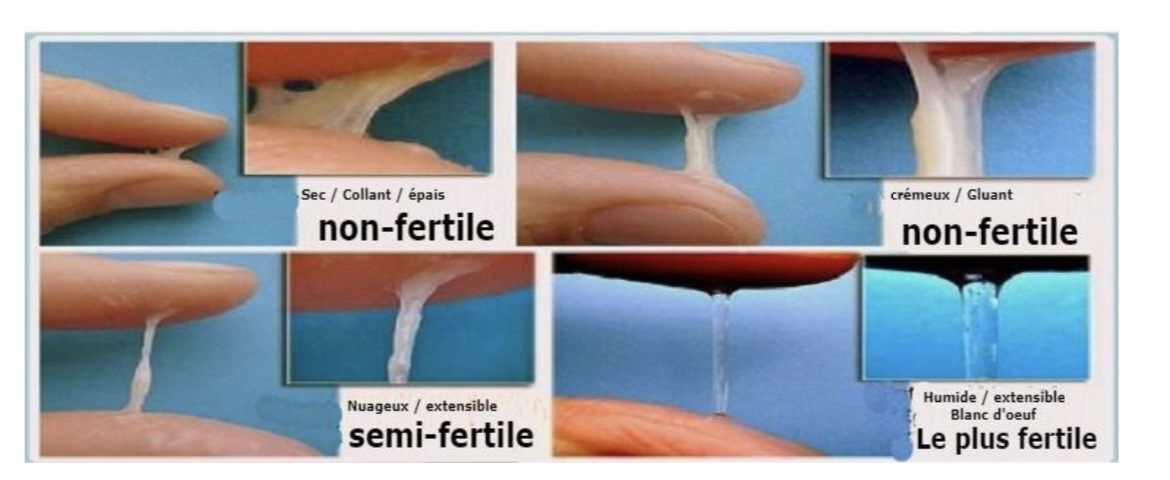 Sec / Collant / épais
non-fertile
crémeux / Gluant
non-fertile
Nuageux / extensible
semi-fertile
Humide / extensible
Blanc d'oeuf
Le plus fertile